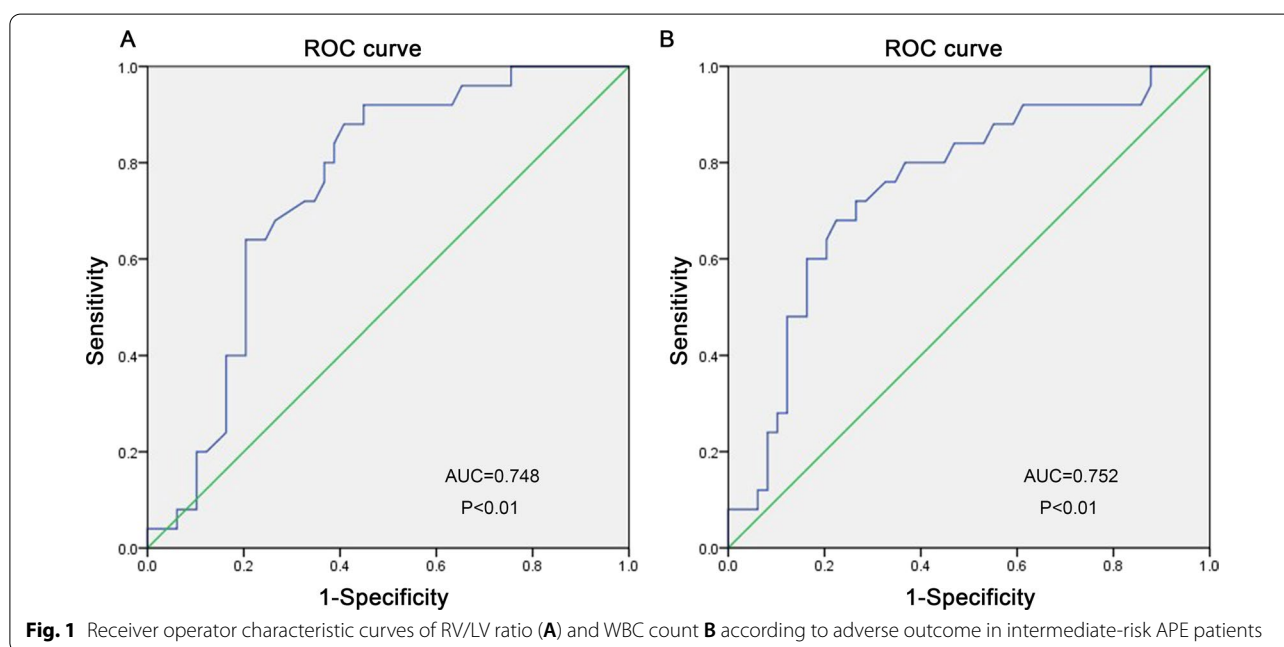 A
ROC curve
1.0
0.8
0.6
0.4
0.2
0.0
Sensitivity
AUC=0.748
P<0.01
0.0 0.2 0.4 0.6 0.8 1.0
1-Specificity
B
ROC curve
1.0
0.8
0.6
0.4
0.2
0.0
Sensitivity
AUC=0.752
P<0.01
0.0 0.2 0.4 0.6 0.8 1.0
1-Specificity
Fig. 1 Receiver operator characteristic curves of RV/LV ratio (A) and WBC count B according to adverse outcome in intermediate-risk APE patients